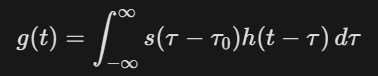 g(t) = ∫_{-∞}^{∞} s(τ − τ₀)h(t − τ) dτ